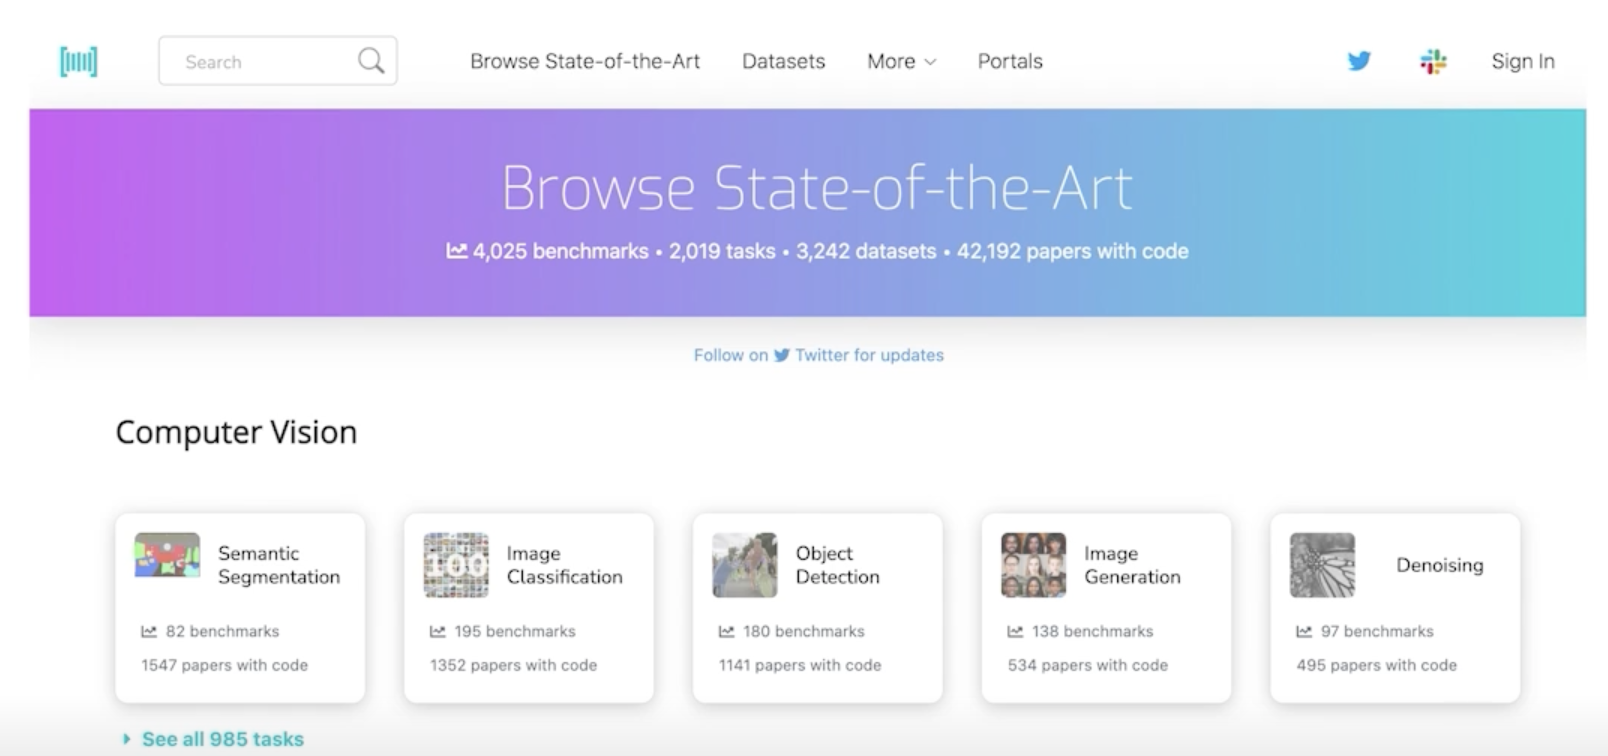 Search
Browse State-of-the-Art
Datasets
More
Portals
Sign In
Browse State-of-the-Art
4,025 benchmarks • 2,019 tasks • 3,242 datasets • 42,192 papers with code
Follow on Twitter for updates
Computer Vision
Semantic
Segmentation
82 benchmarks
1547 papers with code
100
Image
Classification
195 benchmarks
1352 papers with code
Object
Detection
180 benchmarks
1141 papers with code
Image
Generation
138 benchmarks
534 papers with code
Denoising
97 benchmarks
495 papers with code
See all 985 tasks